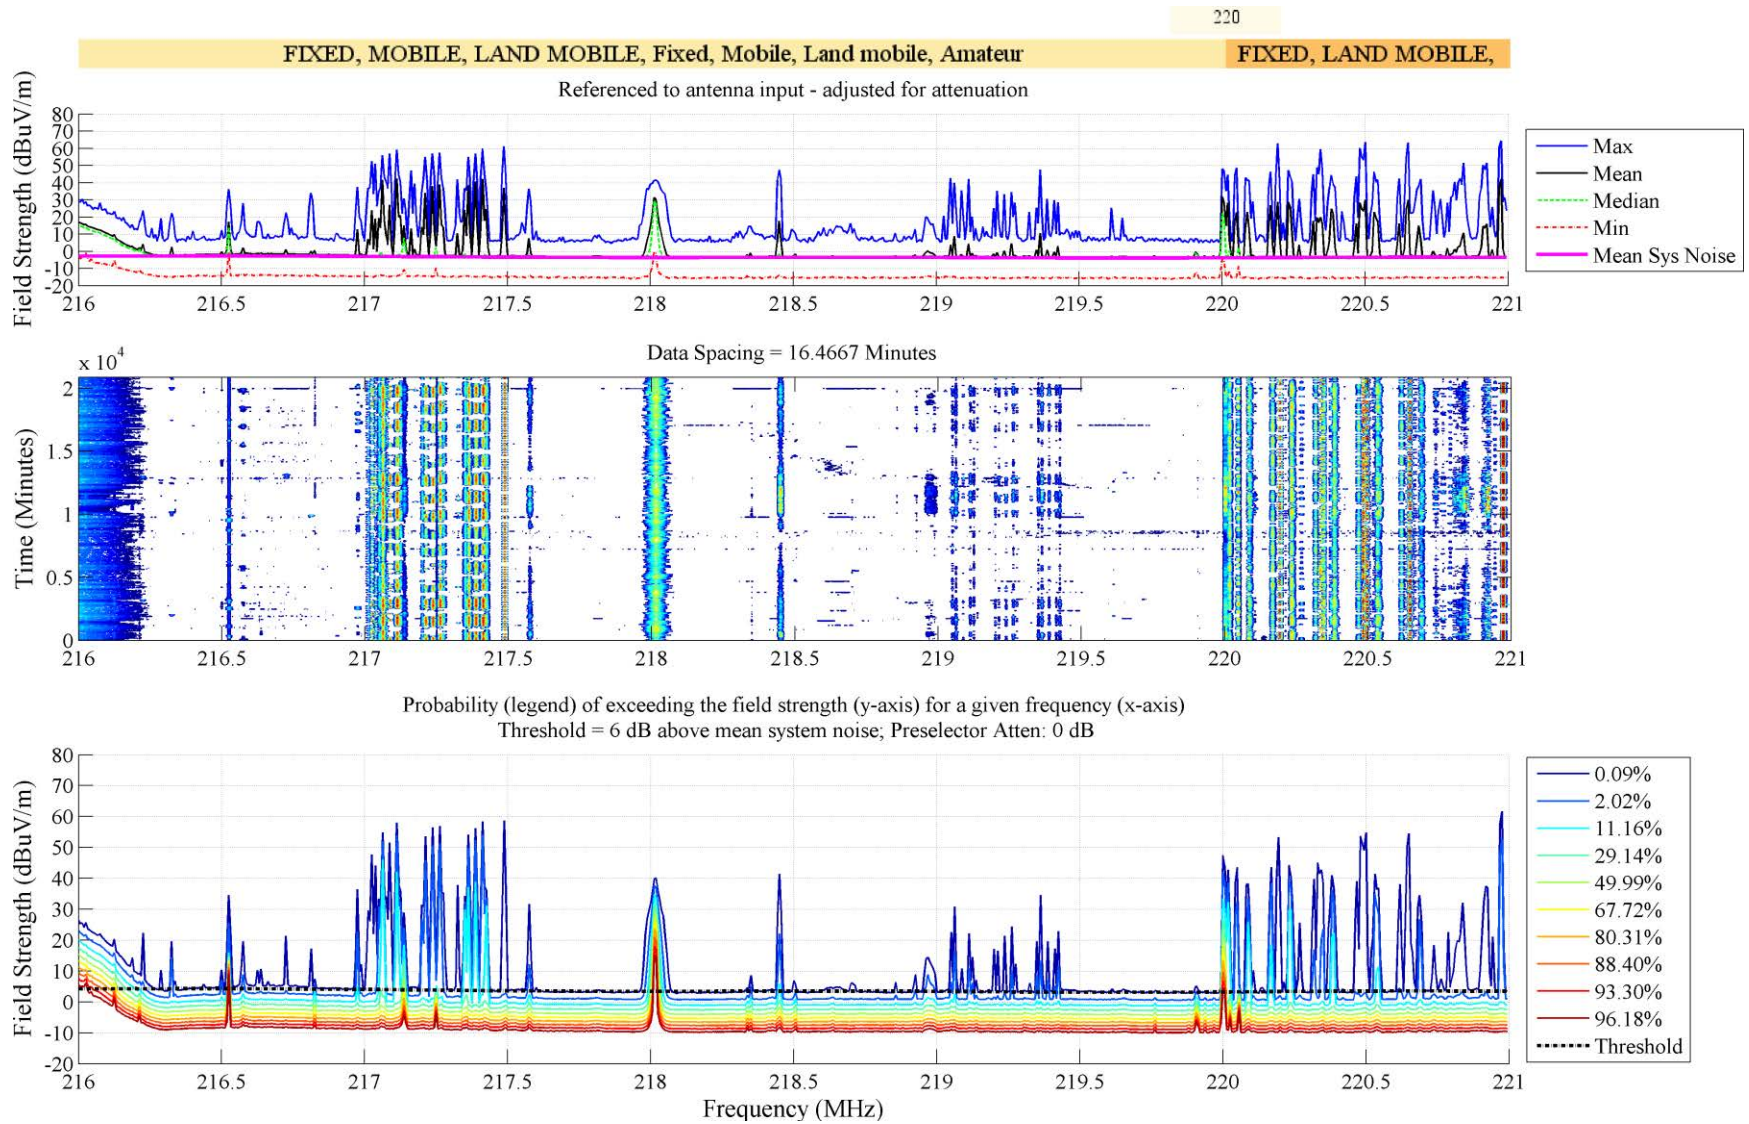 220
FIXED, MOBILE, LAND MOBILE, Fixed, Mobile, Land mobile, Amateur FIXED, LAND MOBILE,
Referenced to antenna input - adjusted for attenuation
Field Strength (dBuV/m)
80
70
60
50
40
30
20
10
0
-10
-20
216 216.5 217 217.5 218 218.5 219 219.5 220 220.5 221
Max
Mean
Median
Min
Mean Sys Noise
Data Spacing = 16.4667 Minutes
x 10^4
Time (Minutes)
2
1.5
1
0.5
0
216 216.5 217 217.5 218 218.5 219 219.5 220 220.5 221
Probability (legend) of exceeding the field strength (y-axis) for a given frequency (x-axis)
Threshold = 6 dB above mean system noise; Preselector Atten: 0 dB
Field Strength (dBuV/m)
80
70
60
50
40
30
20
10
0
-10
-20
216 216.5 217 217.5 218 218.5 219 219.5 220 220.5 221
Frequency (MHz)
0.09%
2.02%
11.16%
29.14%
49.99%
67.72%
80.31%
88.40%
93.30%
96.18%
Threshold